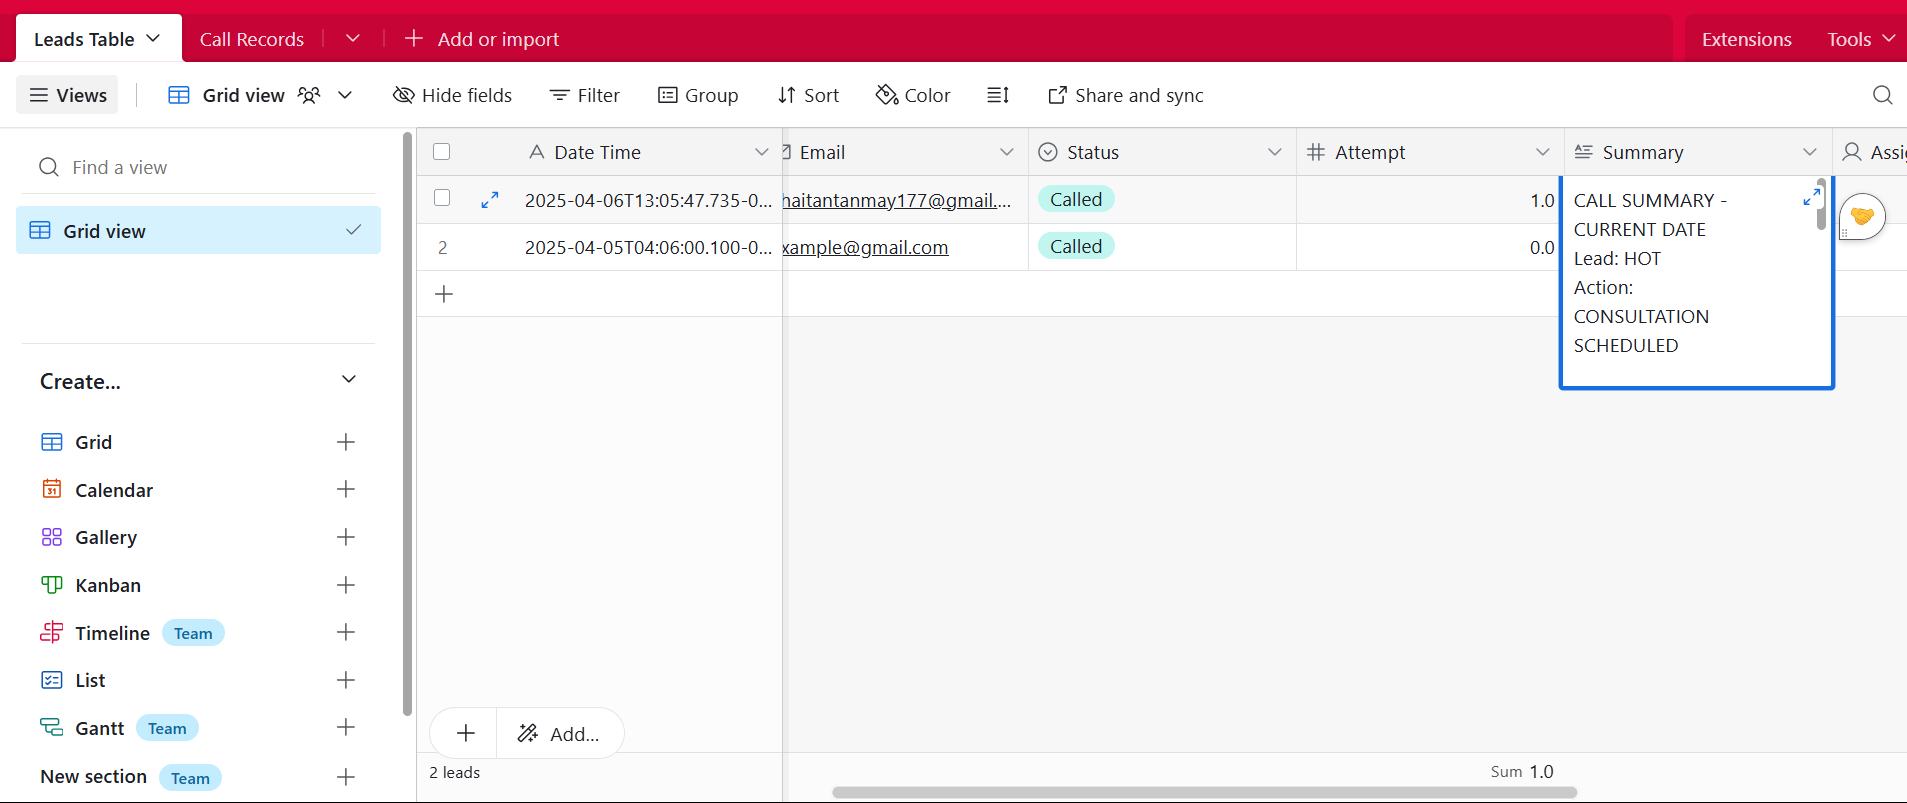 Leads Table
Call Records
Add or import
Extensions
Tools
Views
Grid view
Hide fields
Filter
Group
Sort
Color
Share and sync
Find a view
Grid view
Create...
Grid
Calendar
Gallery
Kanban
Timeline Team
List
Gantt Team
New section Team
Date Time
Email
Status
Attempt
Summary
Assig
2025-04-06T13:05:47.735-0...
haitantanmay177@gmail....
Called
1.0
CALL SUMMARY -
CURRENT DATE
Lead: HOT
Action:
CONSULTATION
SCHEDULED
2
2025-04-05T04:06:00.100-0...
xample@gmail.com
Called
0.0
Add...
2 leads
Sum 1.0